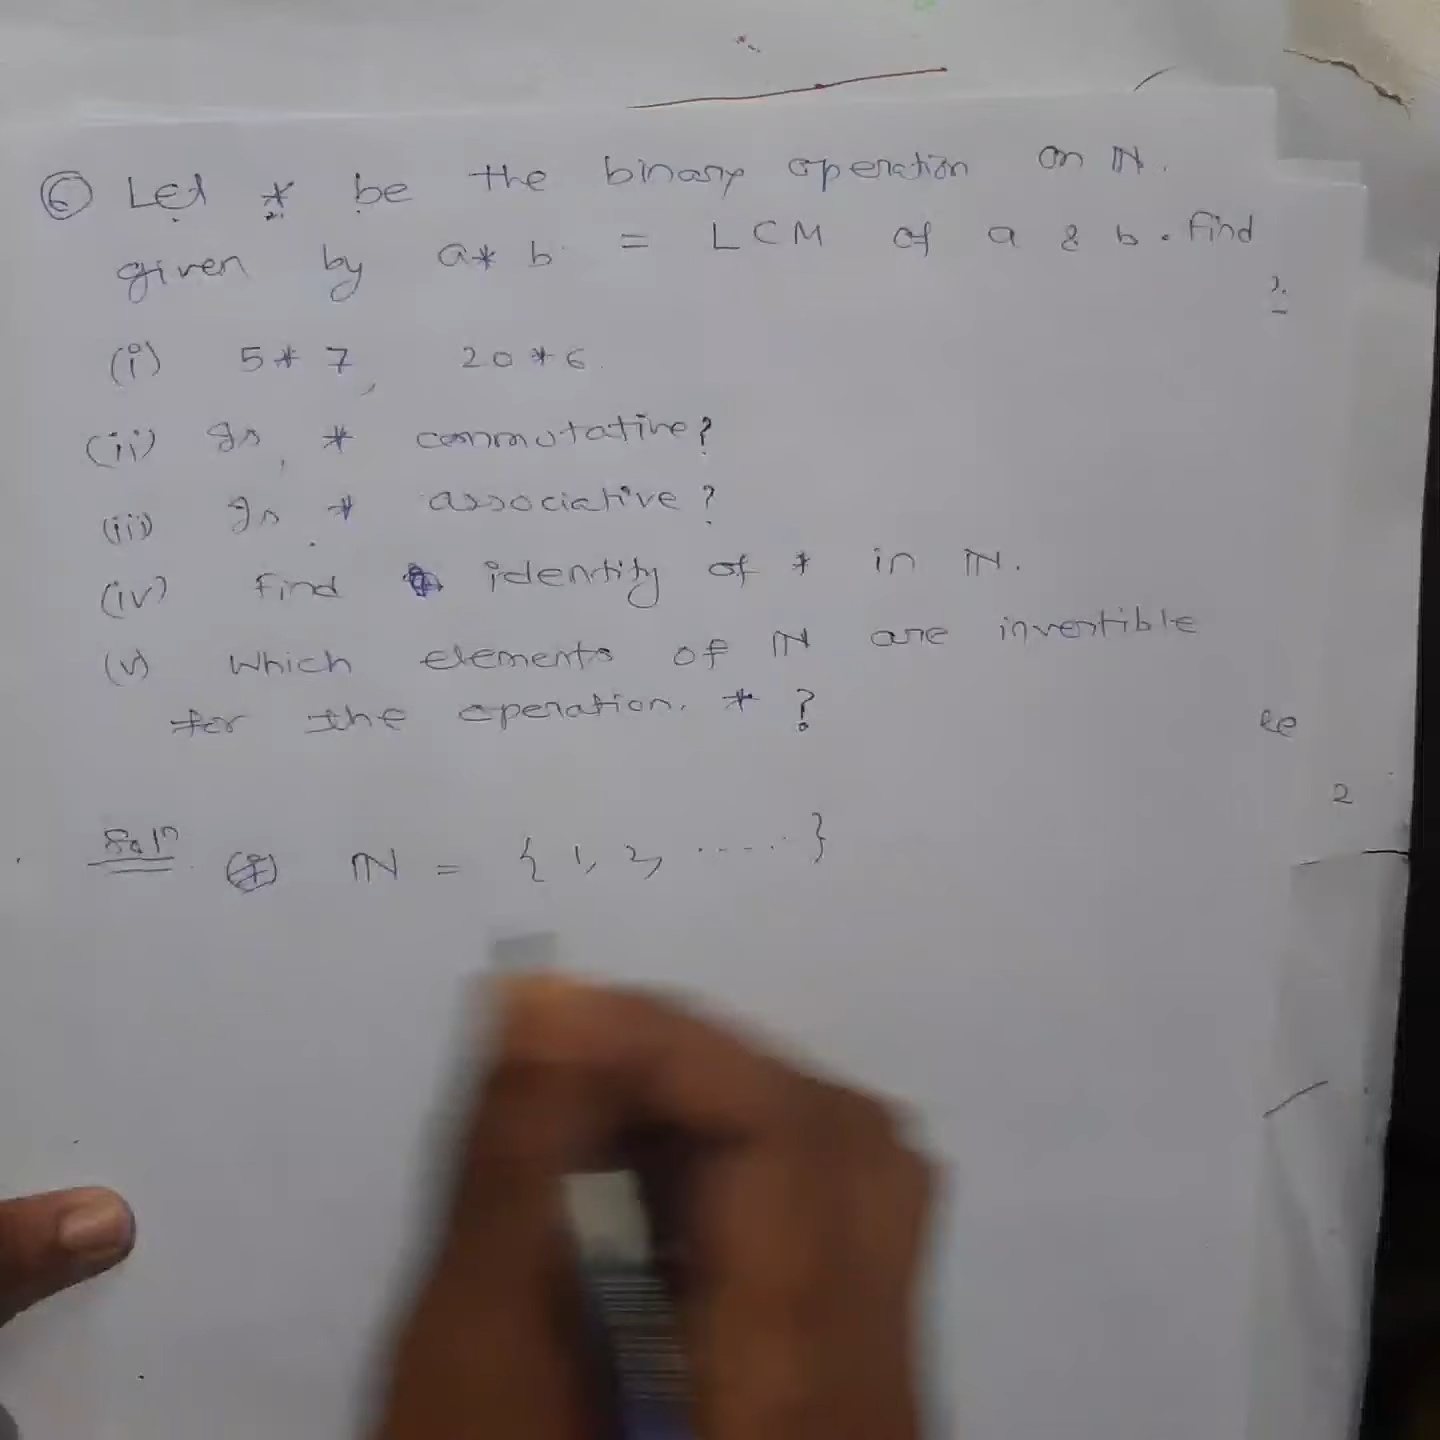 6 Let * be the binary operation on ℕ.
given by a * b = LCM of a & b. Find
(i) 5 * 7, 20 * 6
(ii) Is * commutative?
(iii) Is * associative?
(iv) Find identity of * in ℕ.
(v) Which elements of ℕ are invertible
for the operation. * ?
2
Solⁿ ℕ = { 1, 2, ..... }